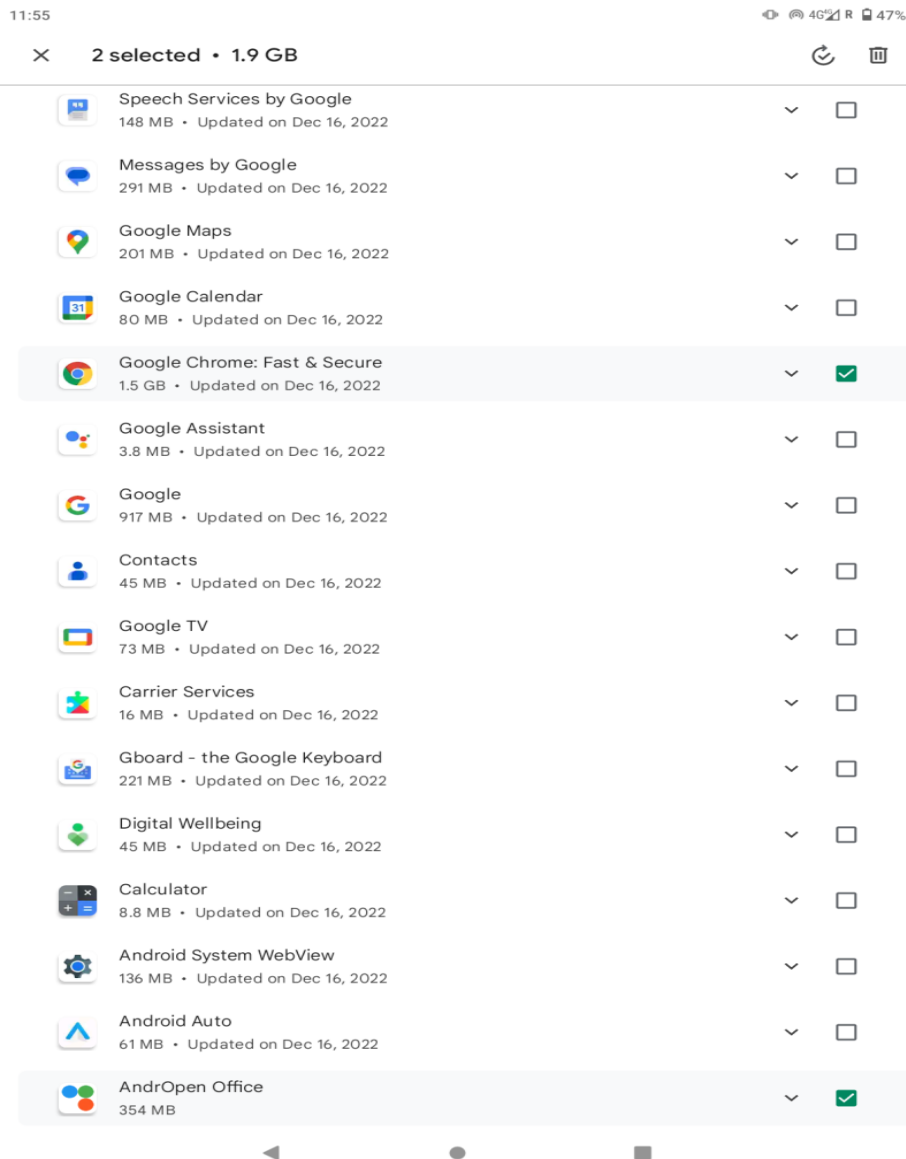 11:55
4G 4G R 47%
2 selected • 1.9 GB
Speech Services by Google
148 MB • Updated on Dec 16, 2022
Messages by Google
291 MB • Updated on Dec 16, 2022
Google Maps
201 MB • Updated on Dec 16, 2022
31
Google Calendar
80 MB • Updated on Dec 16, 2022
Google Chrome: Fast & Secure
1.5 GB • Updated on Dec 16, 2022
Google Assistant
3.8 MB • Updated on Dec 16, 2022
G
Google
917 MB • Updated on Dec 16, 2022
Contacts
45 MB • Updated on Dec 16, 2022
Google TV
73 MB • Updated on Dec 16, 2022
Carrier Services
16 MB • Updated on Dec 16, 2022
G
Gboard - the Google Keyboard
221 MB • Updated on Dec 16, 2022
Digital Wellbeing
45 MB • Updated on Dec 16, 2022
Calculator
8.8 MB • Updated on Dec 16, 2022
Android System WebView
136 MB • Updated on Dec 16, 2022
Android Auto
61 MB • Updated on Dec 16, 2022
AndrOpen Office
354 MB